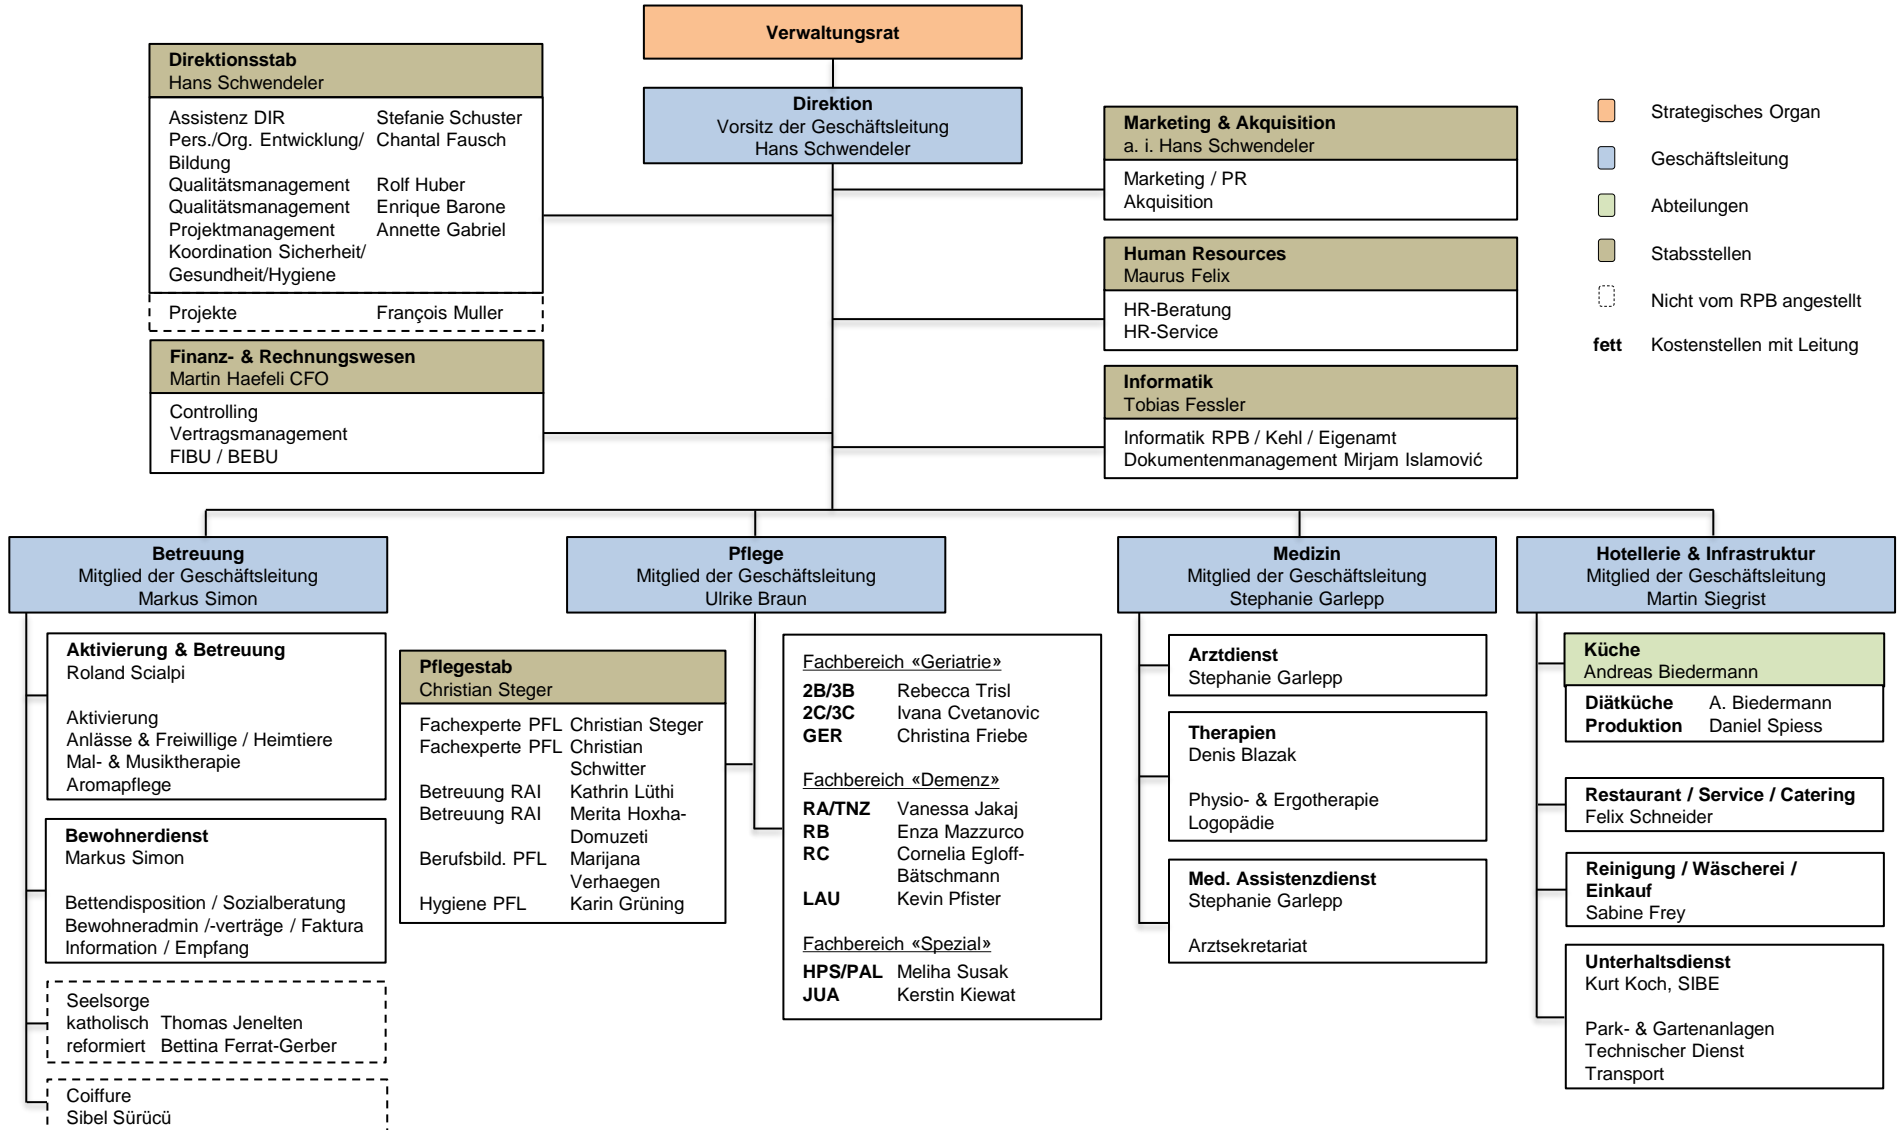 Verwaltungsrat
Direktion
Vorsitz der Geschäftsleitung
Hans Schwendeler
Direktionsstab
Hans Schwendeler
Assistenz DIR Stefanie Schuster
Pers./Org. Entwicklung/ Chantal Fausch
Bildung
Qualitätsmanagement Rolf Huber
Qualitätsmanagement Enrique Barone
Projektmanagement Annette Gabriel
Koordination Sicherheit/
Gesundheit/Hygiene
Projekte François Muller
Finanz- & Rechnungswesen
Martin Haefeli CFO
Controlling
Vertragsmanagement
FIBU / BEBU
Marketing & Akquisition
a. i. Hans Schwendeler
Marketing / PR
Akquisition
Human Resources
Maurus Felix
HR-Beratung
HR-Service
Informatik
Tobias Fessler
Informatik RPB / Kehl / Eigenamt
Dokumentenmanagement Mirjam Islamović
Strategisches Organ
Geschäftsleitung
Abteilungen
Stabsstellen
Nicht vom RPB angestellt
fett Kostenstellen mit Leitung
Betreuung
Mitglied der Geschäftsleitung
Markus Simon
Aktivierung & Betreuung
Roland Scialpi
Aktivierung
Anlässe & Freiwillige / Heimtiere
Mal- & Musiktherapie
Aromapflege
Bewohnerdienst
Markus Simon
Bettendisposition / Sozialberatung
Bewohneradmin /-verträge / Faktura
Information / Empfang
Seelsorge
katholisch Thomas Jenelten
reformiert Bettina Ferrat-Gerber
Coiffure
Sibel Sürücü
Pflege
Mitglied der Geschäftsleitung
Ulrike Braun
Pflegestab
Christian Steger
Fachexperte PFL Christian Steger
Fachexperte PFL Christian
Schwitter
Betreuung RAI Kathrin Lüthi
Betreuung RAI Merita Hoxha-
Domuzeti
Berufsbild. PFL Marijana
Verhaegen
Hygiene PFL Karin Grüning
Fachbereich «Geriatrie»
2B/3B Rebecca Trisl
2C/3C Ivana Cvetanovic
GER Christina Friebe
Fachbereich «Demenz»
RA/TNZ Vanessa Jakaj
RB Enza Mazzurco
RC Cornelia Egloff-
Bätschmann
LAU Kevin Pfister
Fachbereich «Spezial»
HPS/PAL Meliha Susak
JUA Kerstin Kiewat
Medizin
Mitglied der Geschäftsleitung
Stephanie Garlepp
Arztdienst
Stephanie Garlepp
Therapien
Denis Blazak
Physio- & Ergotherapie
Logopädie
Med. Assistenzdienst
Stephanie Garlepp
Arztsekretariat
Hotellerie & Infrastruktur
Mitglied der Geschäftsleitung
Martin Siegrist
Küche
Andreas Biedermann
Diätküche A. Biedermann
Produktion Daniel Spiess
Restaurant / Service / Catering
Felix Schneider
Reinigung / Wäscherei /
Einkauf
Sabine Frey
Unterhaltsdienst
Kurt Koch, SIBE
Park- & Gartenanlagen
Technischer Dienst
Transport